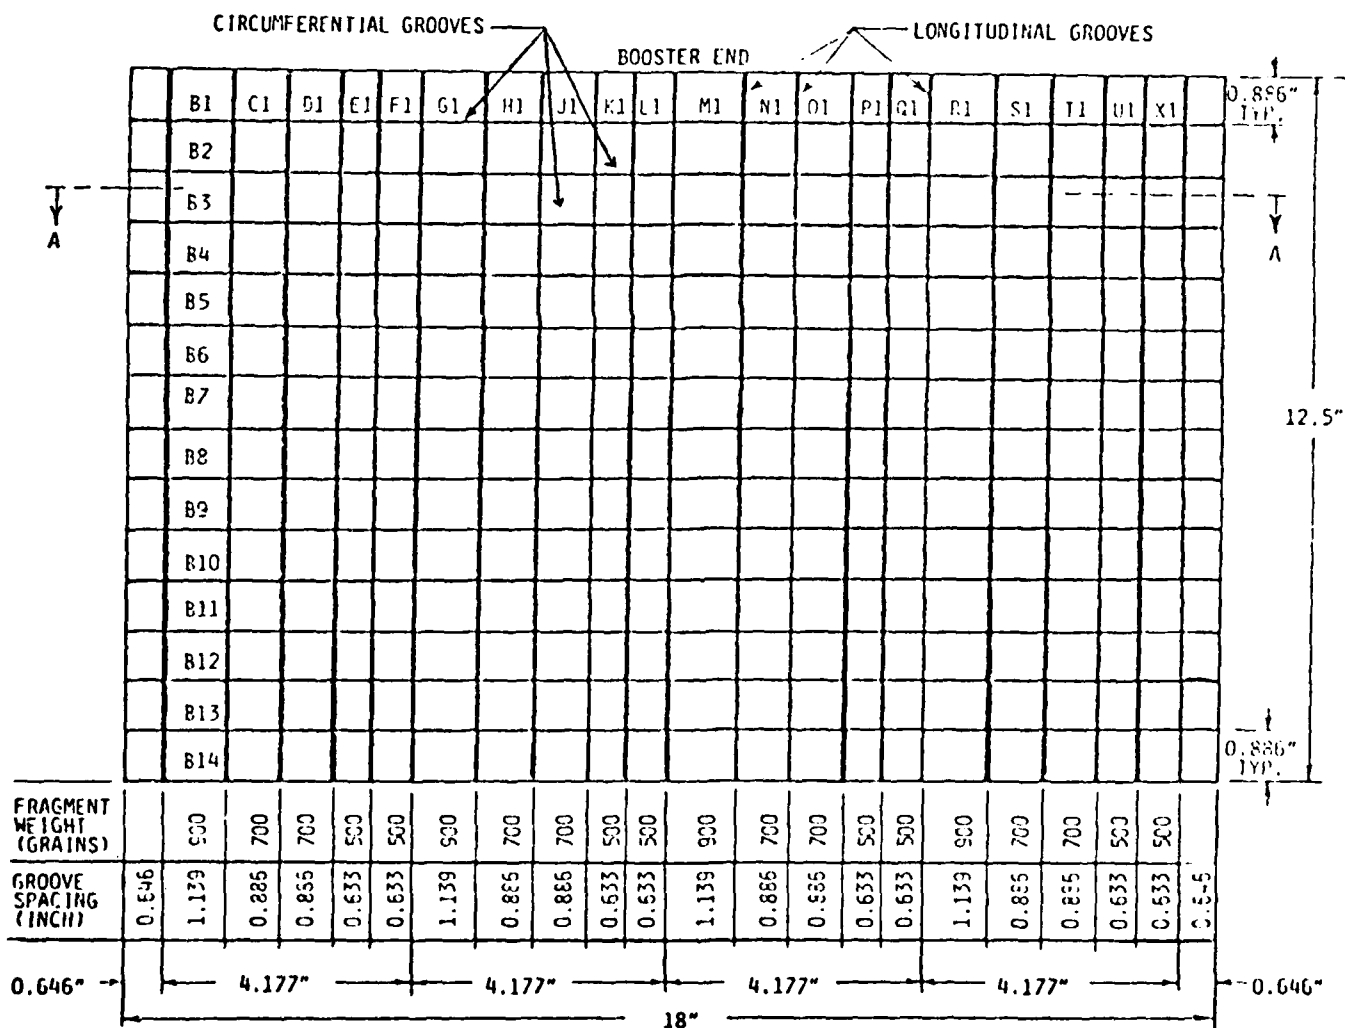 CIRCUMFERENTIAL GROOVES
LONGITUDINAL GROOVES
BOOSTER END
B1 C1 D1 E1 F1 G1 H1 J1 K1 L1 M1 N1 O1 P1 Q1 R1 S1 T1 U1 X1
0.886" TYP.
B2
B3
A A
B4
B5
B6
B7
12.5"
B8
B9
B10
B11
B12
B13
B14
0.886" TYP.
FRAGMENT WEIGHT (GRAINS)
900 700 700 500 500 900 700 700 500 500 900 700 700 500 500 900 700 700 500 500
GROOVE SPACING (INCH)
0.646 1.139 0.886 0.886 0.633 0.633 1.139 0.886 0.886 0.633 0.633 1.139 0.886 0.886 0.633 0.633 1.139 0.886 0.886 0.633 0.633 0.646
0.646" 4.177" 4.177" 4.177" 4.177" 0.646"
18"